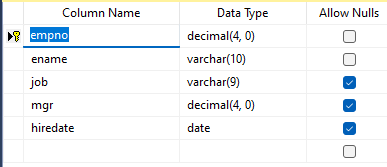 Column Name Data Type Allow Nulls
empno decimal(4, 0)
ename varchar(10)
job varchar(9)
mgr decimal(4, 0)
hiredate date